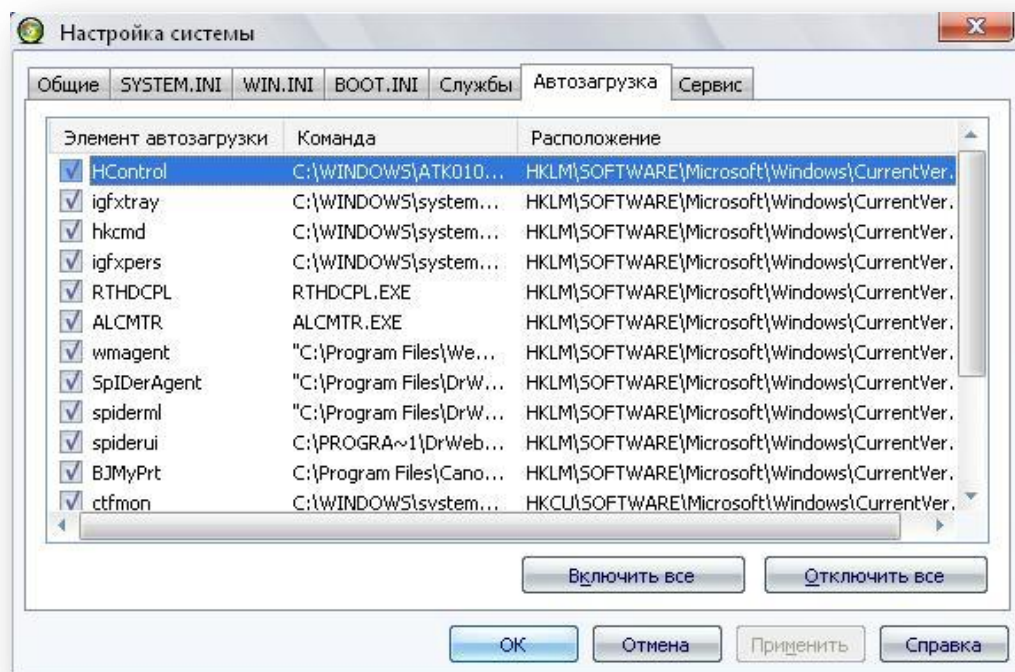 Настройка системы
Общие SYSTEM.INI WIN.INI BOOT.INI Службы Автозагрузка Сервис
Элемент автозагрузки Команда Расположение
HControl C:\WINDOWS\ATK010... HKLM\SOFTWARE\Microsoft\Windows\CurrentVer.
igfxtray C:\WINDOWS\system... HKLM\SOFTWARE\Microsoft\Windows\CurrentVer.
hkcmd C:\WINDOWS\system... HKLM\SOFTWARE\Microsoft\Windows\CurrentVer.
igfxpers C:\WINDOWS\system... HKLM\SOFTWARE\Microsoft\Windows\CurrentVer.
RTHDCPL RTHDCPL.EXE HKLM\SOFTWARE\Microsoft\Windows\CurrentVer.
ALCMTR ALCMTR.EXE HKLM\SOFTWARE\Microsoft\Windows\CurrentVer.
wmagent "C:\Program Files\We... HKLM\SOFTWARE\Microsoft\Windows\CurrentVer.
SpIDerAgent "C:\Program Files\DrW... HKLM\SOFTWARE\Microsoft\Windows\CurrentVer.
spiderml "C:\Program Files\DrW... HKLM\SOFTWARE\Microsoft\Windows\CurrentVer.
spiderui C:\PROGRA~1\DrWeb... HKLM\SOFTWARE\Microsoft\Windows\CurrentVer.
BJMyPrt C:\Program Files\Cano... HKLM\SOFTWARE\Microsoft\Windows\CurrentVer.
ctfmon C:\WINDOWS\system... HKCU\SOFTWARE\Microsoft\Windows\CurrentVer.
Включить все Отключить все
ОК Отмена Применить Справка